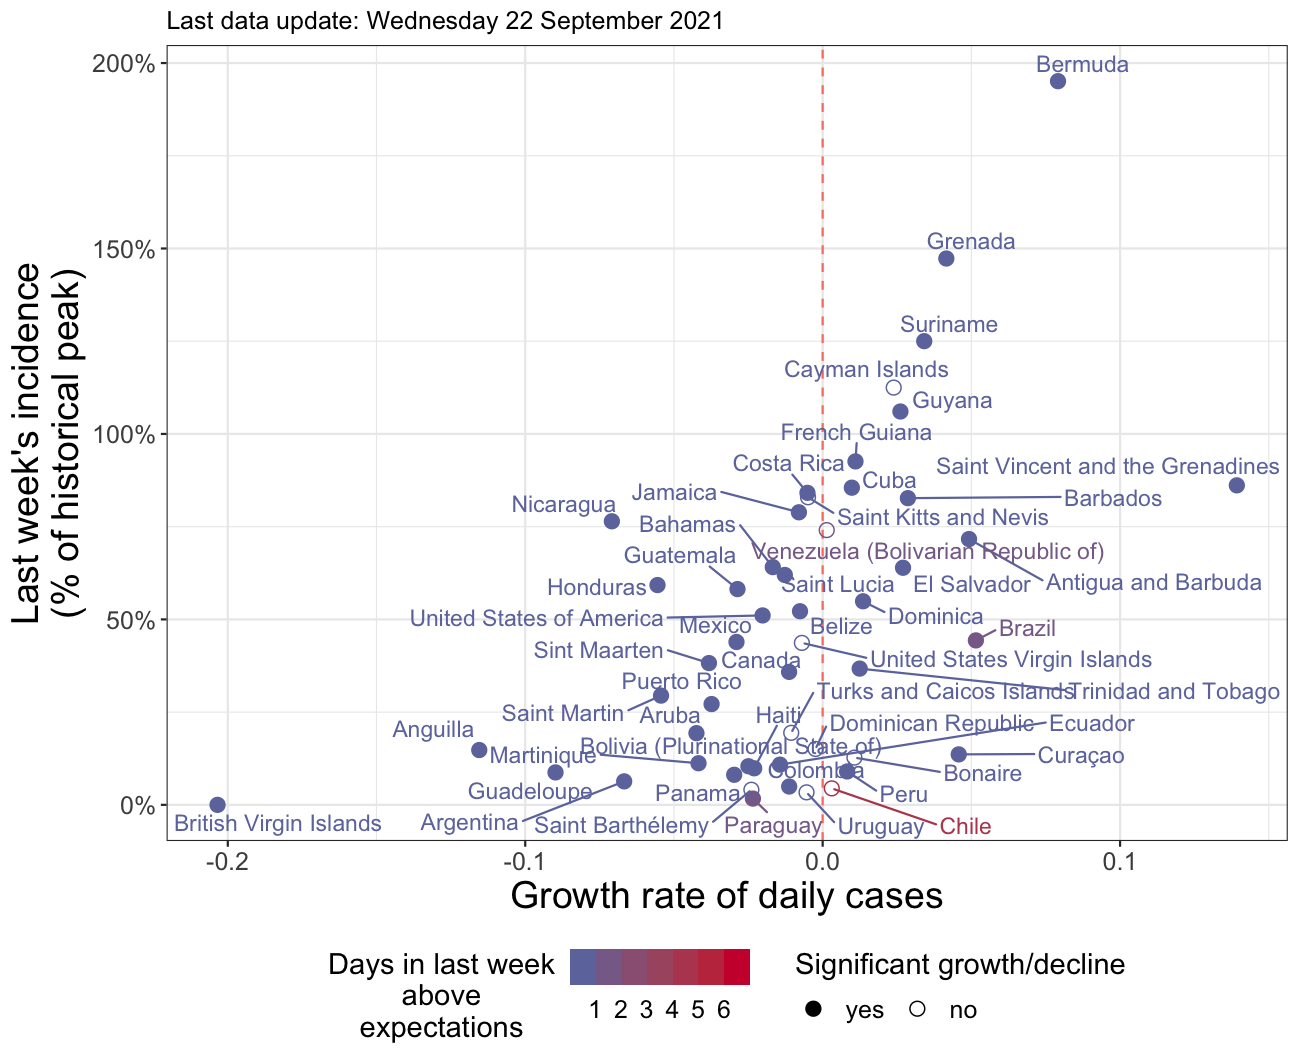 Last data update: Wednesday 22 September 2021
200%
150%
100%
50%
0%
Last week's incidence
(% of historical peak)
Bermuda
Grenada
Suriname
Cayman Islands
Guyana
French Guiana
Costa Rica
Saint Vincent and the Grenadines
Cuba
Jamaica
Barbados
Nicaragua
Saint Kitts and Nevis
Bahamas
Venezuela (Bolivarian Republic of)
Guatemala
Honduras
Saint Lucia
El Salvador
Antigua and Barbuda
United States of America
Dominica
Mexico
Belize
Brazil
Sint Maarten
Canada
United States Virgin Islands
Puerto Rico
Turks and Caicos Islands
Trinidad and Tobago
Saint Martin
Aruba
Haiti
Dominican Republic
Ecuador
Anguilla
Martinique
Bolivia (Plurinational State of)
Curaçao
Colombia
Bonaire
Guadeloupe
Panama
Peru
British Virgin Islands
Argentina
Saint Barthélemy
Paraguay
Uruguay
Chile
-0.2
-0.1
0.0
0.1
Growth rate of daily cases
Days in last week
above
expectations
1 2 3 4 5 6
Significant growth/decline
yes
no